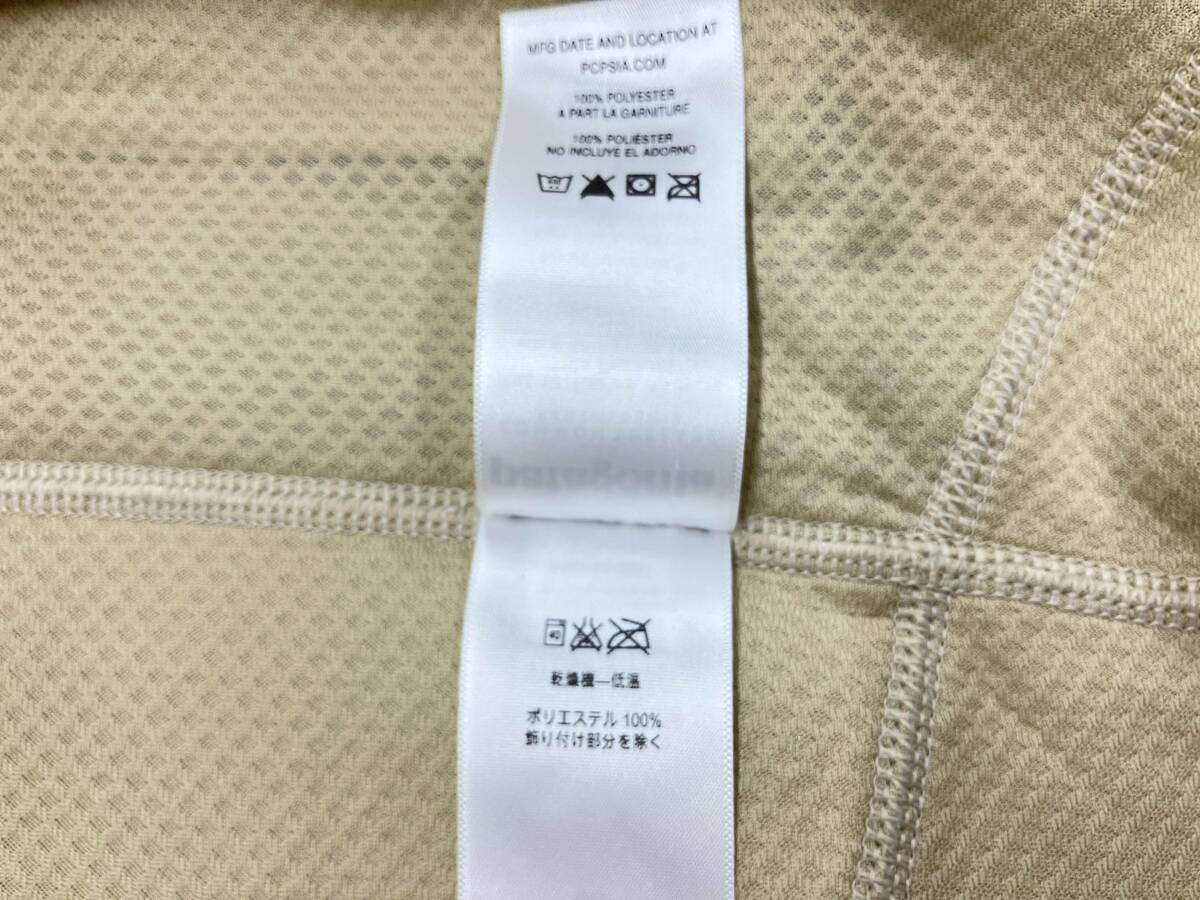 MFG DATE AND LOCATION AT
PCPSIA.COM
100% POLYESTER
A PART LA GARNITURE
100% POLIÉSTER
NO INCLUYE EL ADORNO
40
乾燥機—低温
ポリエステル 100%
飾り付け部分を除く